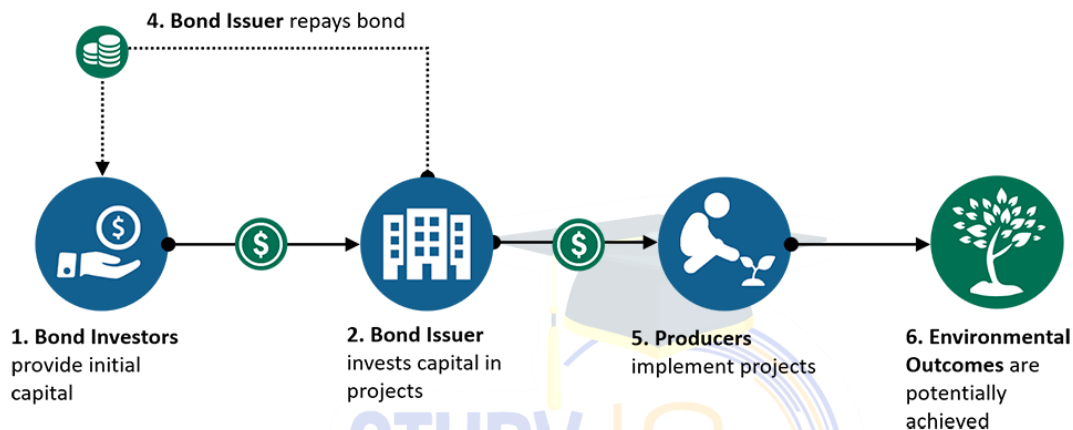 4. Bond Issuer repays bond
$
$
$
1. Bond Investors
provide initial
capital
2. Bond Issuer
invests capital in
projects
5. Producers
implement projects
6. Environmental
Outcomes are
potentially
achieved
STUDY